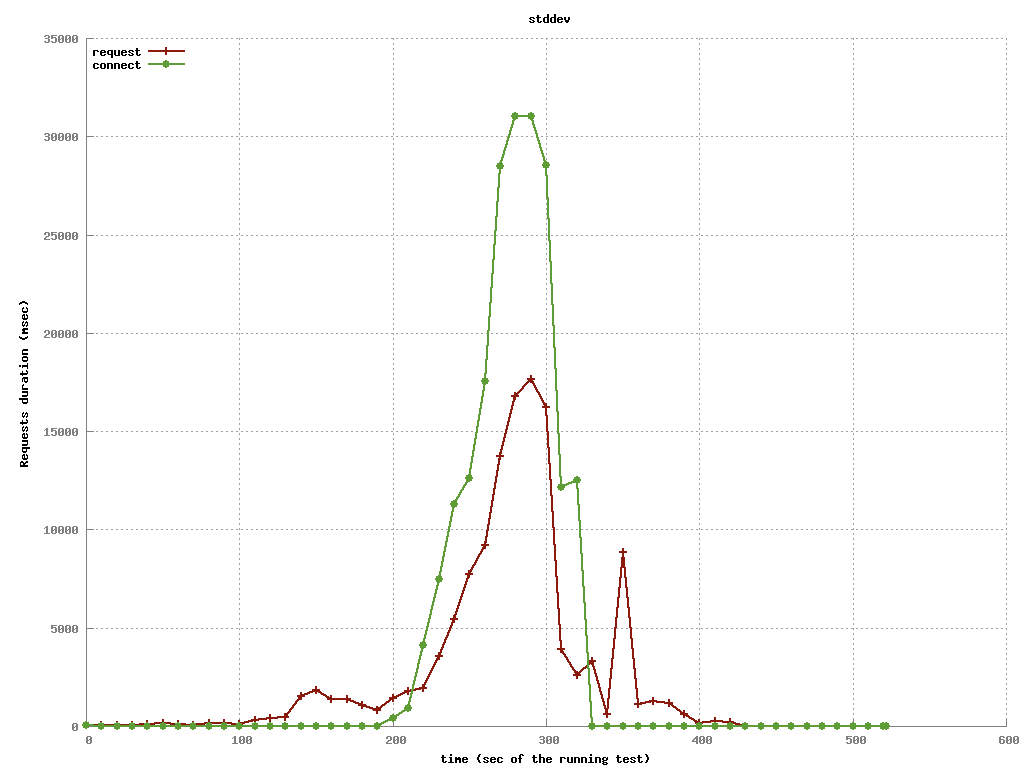 stddev
35000
request
connect
30000
25000
20000
15000
10000
5000
0
0 100 200 300 400 500 600
Requests duration (msec)
time (sec of the running test)